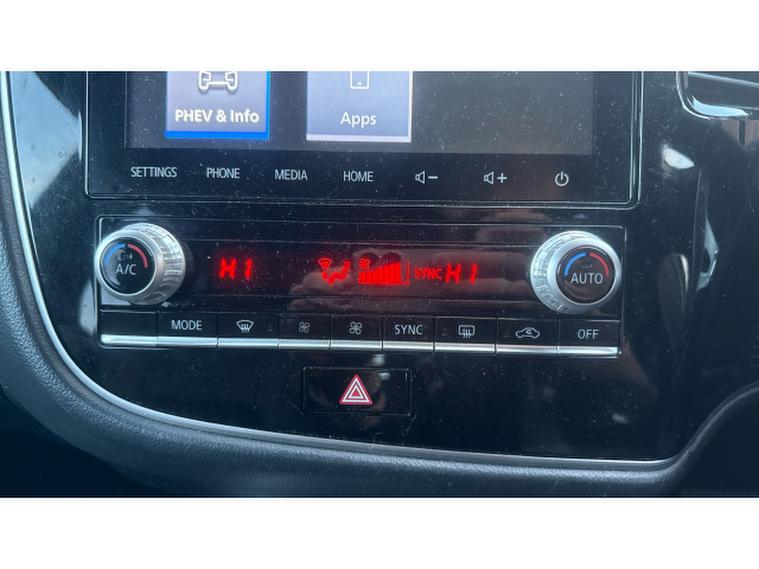 PHEV & Info Apps
SETTINGS PHONE MEDIA HOME
A/C HI SYNC HI AUTO
MODE SYNC OFF